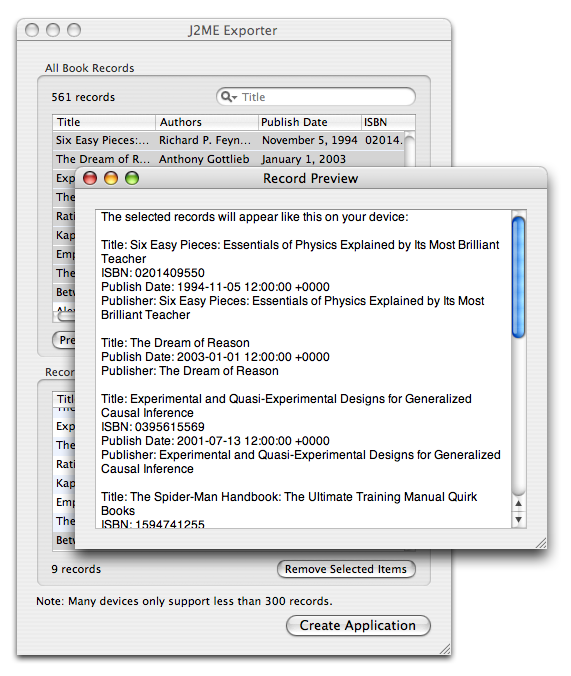 J2ME Exporter
All Book Records
561 records
Title
Title Authors Publish Date ISBN
Six Easy Pieces:... Richard P. Feyn... November 5, 1994 02014.
The Dream of R... Anthony Gottlieb January 1, 2003
Exp
The
Rati
Kap
Emp
The
Betv
Pre
Recor
Titl
The
Exp
The
Rati
Kap
Emp
The
Betv
9 records
Remove Selected Items
Note: Many devices only support less than 300 records.
Create Application
Record Preview
The selected records will appear like this on your device:
Title: Six Easy Pieces: Essentials of Physics Explained by Its Most Brilliant
Teacher
ISBN: 0201409550
Publish Date: 1994-11-05 12:00:00 +0000
Publisher: Six Easy Pieces: Essentials of Physics Explained by Its Most
Brilliant Teacher
Title: The Dream of Reason
Publish Date: 2003-01-01 12:00:00 +0000
Publisher: The Dream of Reason
Title: Experimental and Quasi-Experimental Designs for Generalized
Causal Inference
ISBN: 0395615569
Publish Date: 2001-07-13 12:00:00 +0000
Publisher: Experimental and Quasi-Experimental Designs for Generalized
Causal Inference
Title: The Spider-Man Handbook: The Ultimate Training Manual Quirk
Books
ISBN: 1594741255